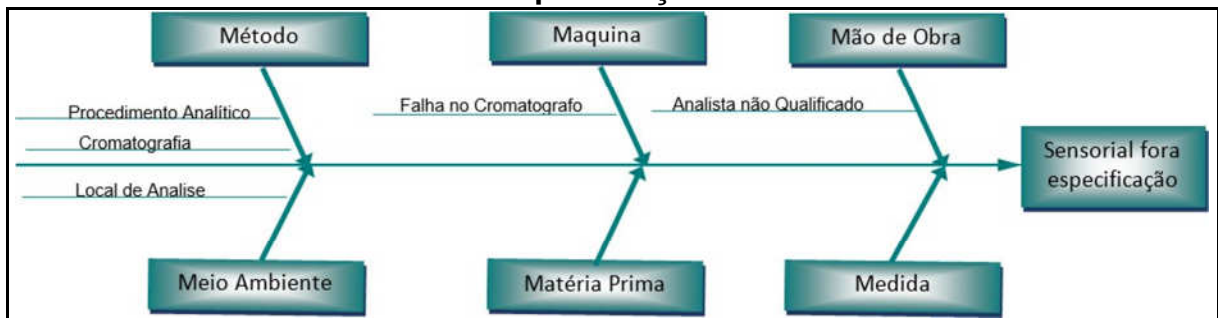 Método
Maquina
Mão de Obra
Procedimento Analítico
Falha no Cromatografo
Analista não Qualificado
Cromatografia
Sensorial fora
especificação
Local de Analise
Meio Ambiente
Matéria Prima
Medida